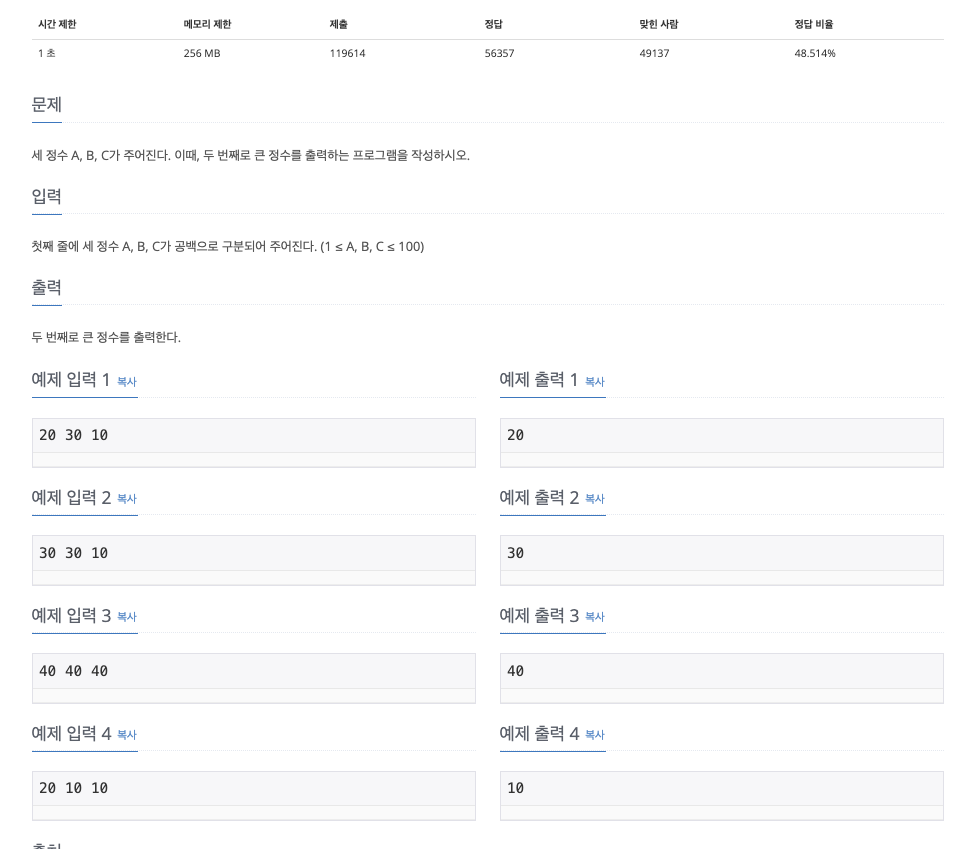 시간 제한 메모리 제한 제출 정답 맞힌 사람 정답 비율
1 초 256 MB 119614 56357 49137 48.514%
문제
세 정수 A, B, C가 주어진다. 이때, 두 번째로 큰 정수를 출력하는 프로그램을 작성하시오.
입력
첫째 줄에 세 정수 A, B, C가 공백으로 구분되어 주어진다. (1 ≤ A, B, C ≤ 100)
출력
두 번째로 큰 정수를 출력한다.
예제 입력 1 복사 예제 출력 1 복사
20 30 10 20
예제 입력 2 복사 예제 출력 2 복사
30 30 10 30
예제 입력 3 복사 예제 출력 3 복사
40 40 40 40
예제 입력 4 복사 예제 출력 4 복사
20 10 10 10